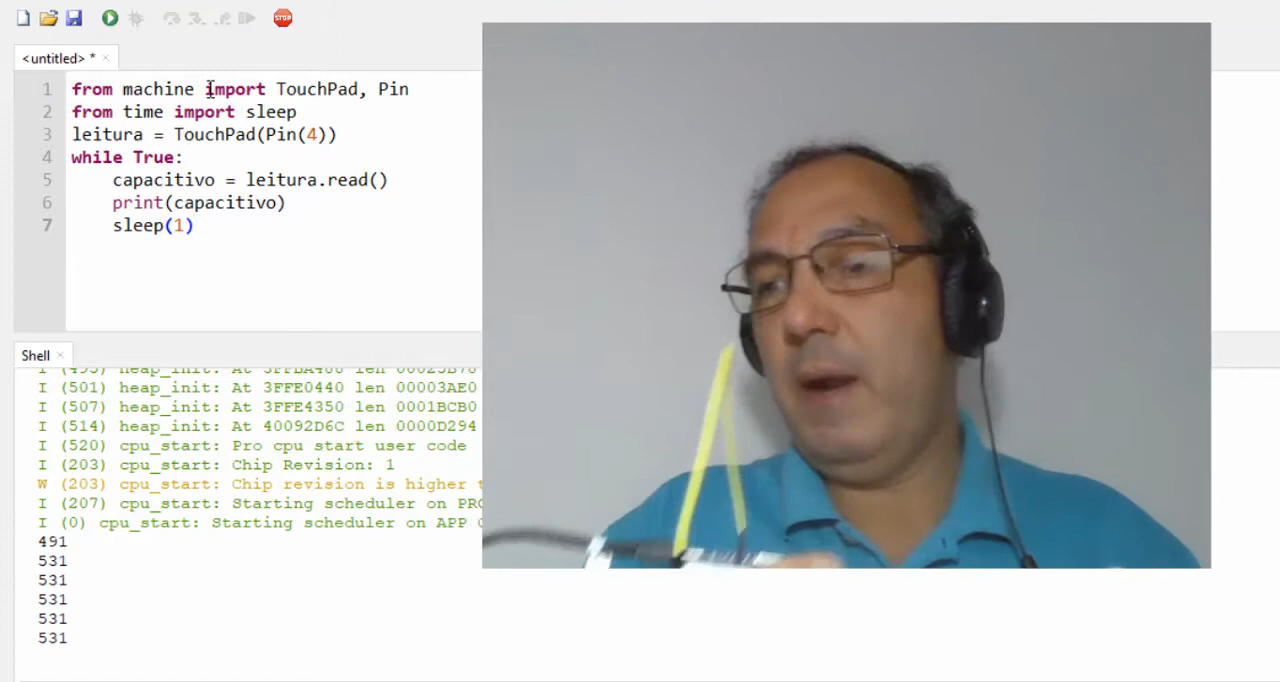 STOP
<untitled> *
1 from machine import TouchPad, Pin
2 from time import sleep
3 leitura = TouchPad(Pin(4))
4 while True:
5 capacitivo = leitura.read()
6 print(capacitivo)
7 sleep(1)
Shell
I (501) heap_init: At 3FFE0440 len 00003AE0
I (507) heap_init: At 3FFE4350 len 0001BCB0
I (514) heap_init: At 40092D6C len 0000D294
I (520) cpu_start: Pro cpu start user code
I (203) cpu_start: Chip Revision: 1
W (203) cpu_start: Chip revision is higher
I (207) cpu_start: Starting scheduler on
I (0) cpu_start: Starting scheduler on APP
491
531
531
531
531
531